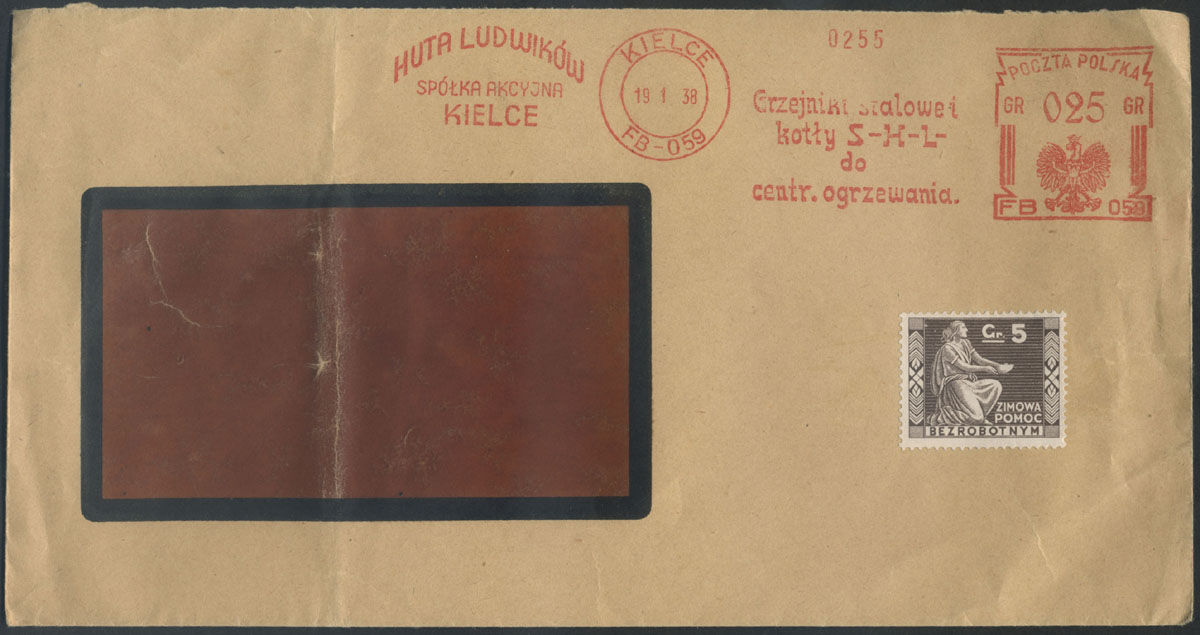 HUTA LUDWIKÓW
SPÓŁKA AKCYJNA
KIELCE
KIELCE
19 1 38
FB-059
0255
Grzejniki stalowe i
kotły S-H-L-
do
centr. ogrzewania.
POCZTA POLSKA
GR 025 GR
FB 059
Gr. 5
ZIMOWA
POMOC
BEZROBOTNYM